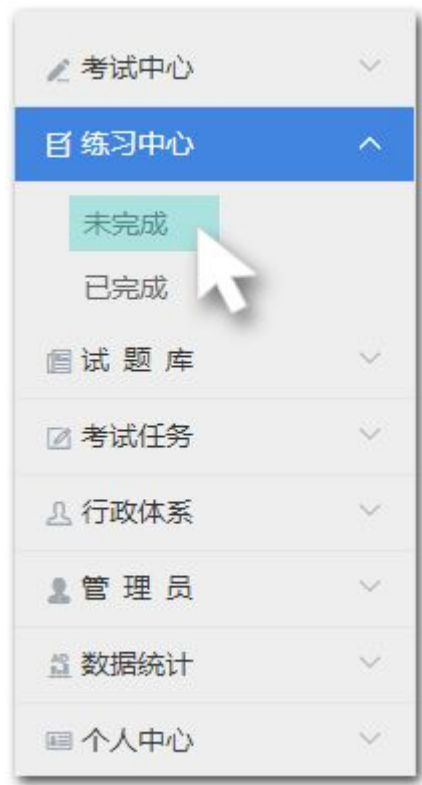 考试中心
练习中心
未完成
已完成
试 题 库
考试任务
行政体系
管 理 员
数据统计
个人中心